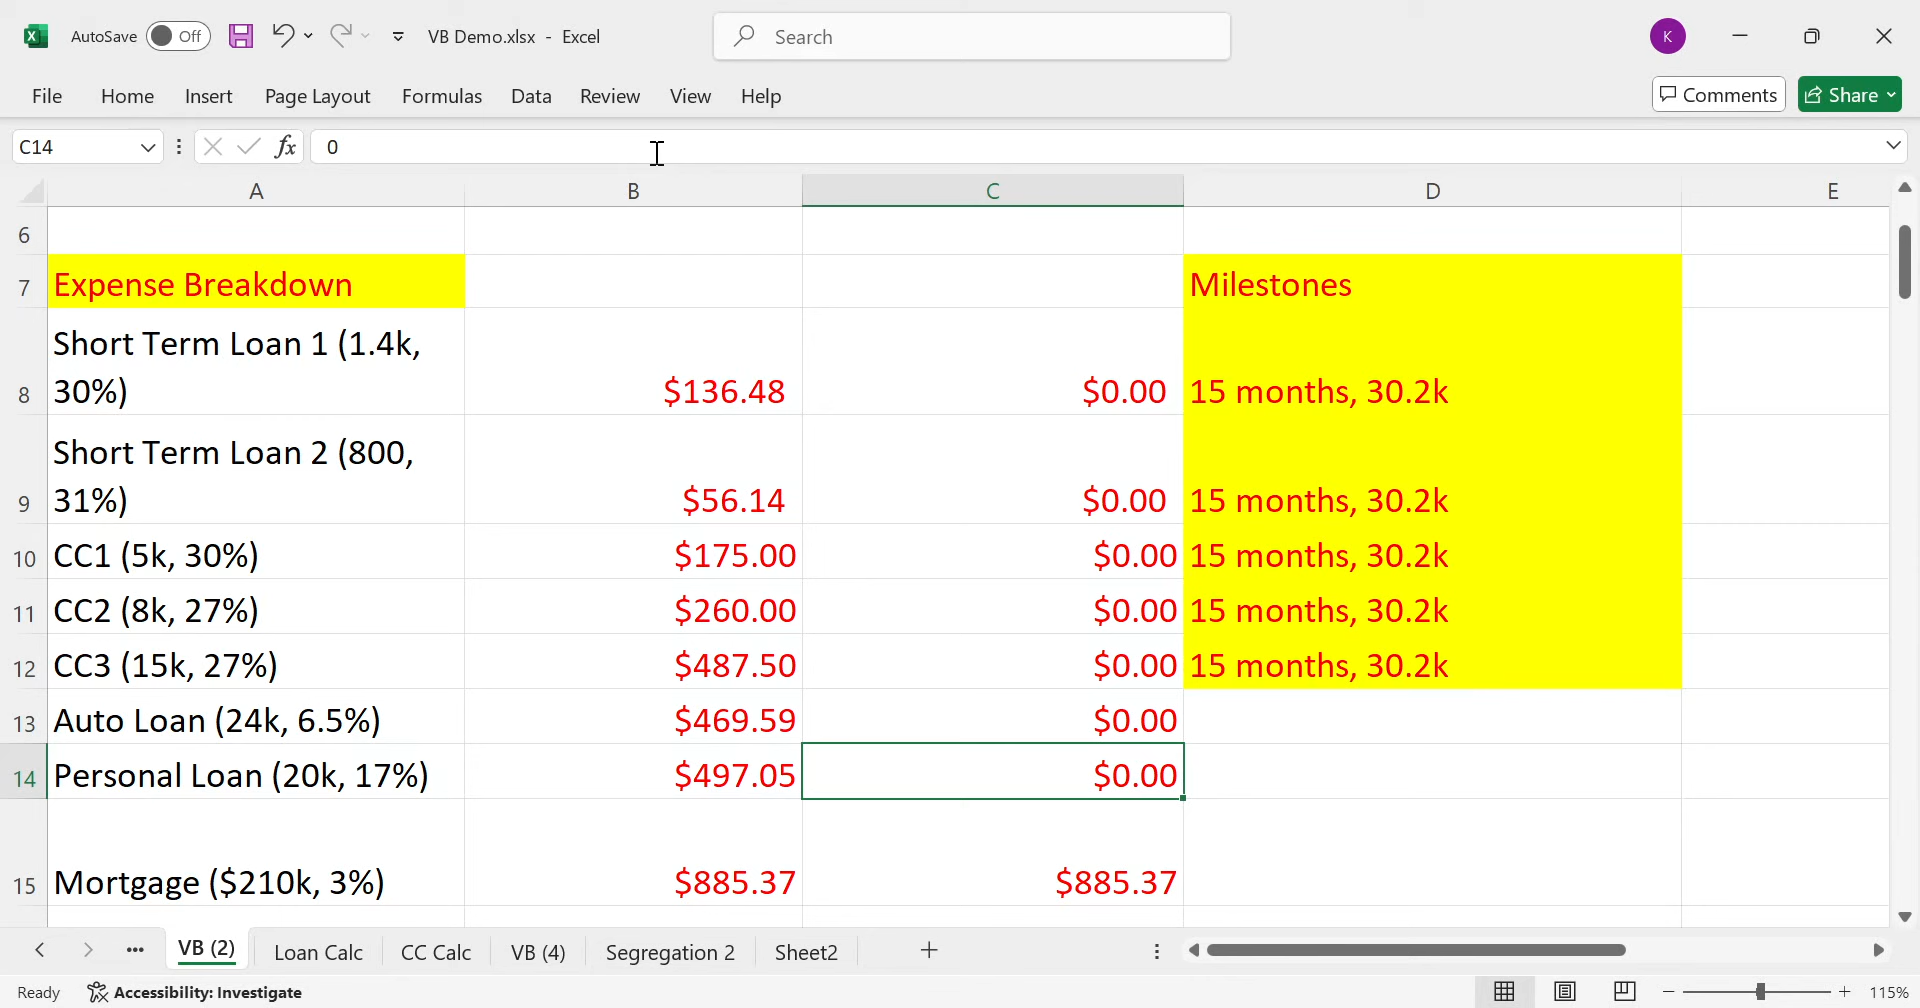 AutoSave Off VB Demo.xlsx - Excel Search K
File Home Insert Page Layout Formulas Data Review View Help Comments Share
C14 fx 0
A B C D E
6
7 Expense Breakdown Milestones
Short Term Loan 1 (1.4k,
8 30%) $136.48 $0.00 15 months, 30.2k
Short Term Loan 2 (800,
9 31%) $56.14 $0.00 15 months, 30.2k
10 CC1 (5k, 30%) $175.00 $0.00 15 months, 30.2k
11 CC2 (8k, 27%) $260.00 $0.00 15 months, 30.2k
12 CC3 (15k, 27%) $487.50 $0.00 15 months, 30.2k
13 Auto Loan (24k, 6.5%) $469.59 $0.00
14 Personal Loan (20k, 17%) $497.05 $0.00
15 Mortgage ($210k, 3%) $885.37 $885.37
VB (2) Loan Calc CC Calc VB (4) Segregation 2 Sheet2
Ready Accessibility: Investigate 115%